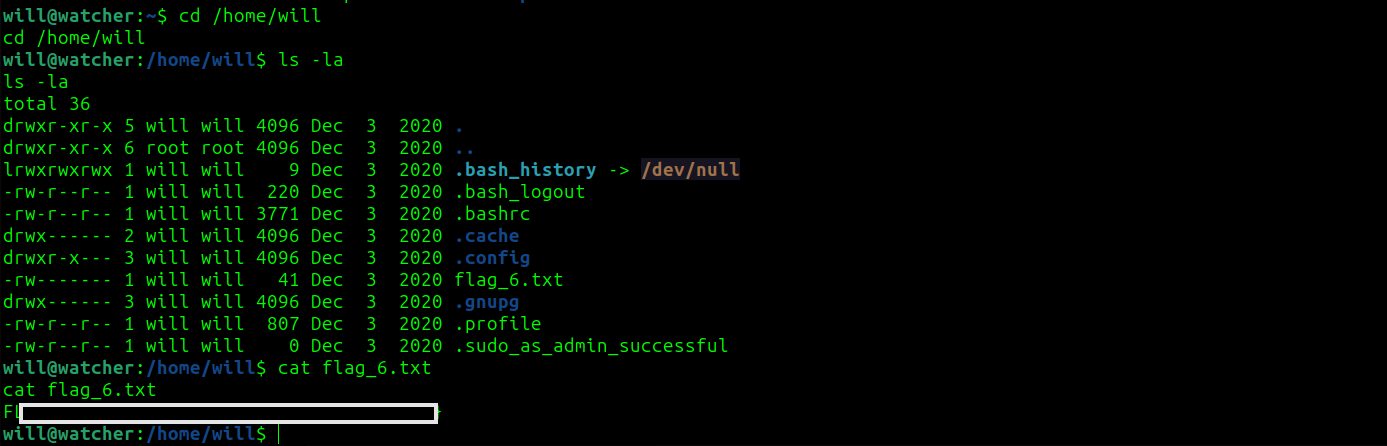 will@watcher:~$ cd /home/will
cd /home/will
will@watcher:/home/will$ ls -la
ls -la
total 36
drwxr-xr-x 5 will will 4096 Dec  3  2020 .
drwxr-xr-x 6 root root 4096 Dec  3  2020 ..
lrwxrwxrwx 1 will will    9 Dec  3  2020 .bash_history -> /dev/null
-rw-r--r-- 1 will will  220 Dec  3  2020 .bash_logout
-rw-r--r-- 1 will will 3771 Dec  3  2020 .bashrc
drwx------ 2 will will 4096 Dec  3  2020 .cache
drwxr-x--- 3 will will 4096 Dec  3  2020 .config
-rw------- 1 will will   41 Dec  3  2020 flag_6.txt
drwx------ 3 will will 4096 Dec  3  2020 .gnupg
-rw-r--r-- 1 will will  807 Dec  3  2020 .profile
-rw-r--r-- 1 will will    0 Dec  3  2020 .sudo_as_admin_successful
will@watcher:/home/will$ cat flag_6.txt
cat flag_6.txt
will@watcher:/home/will$